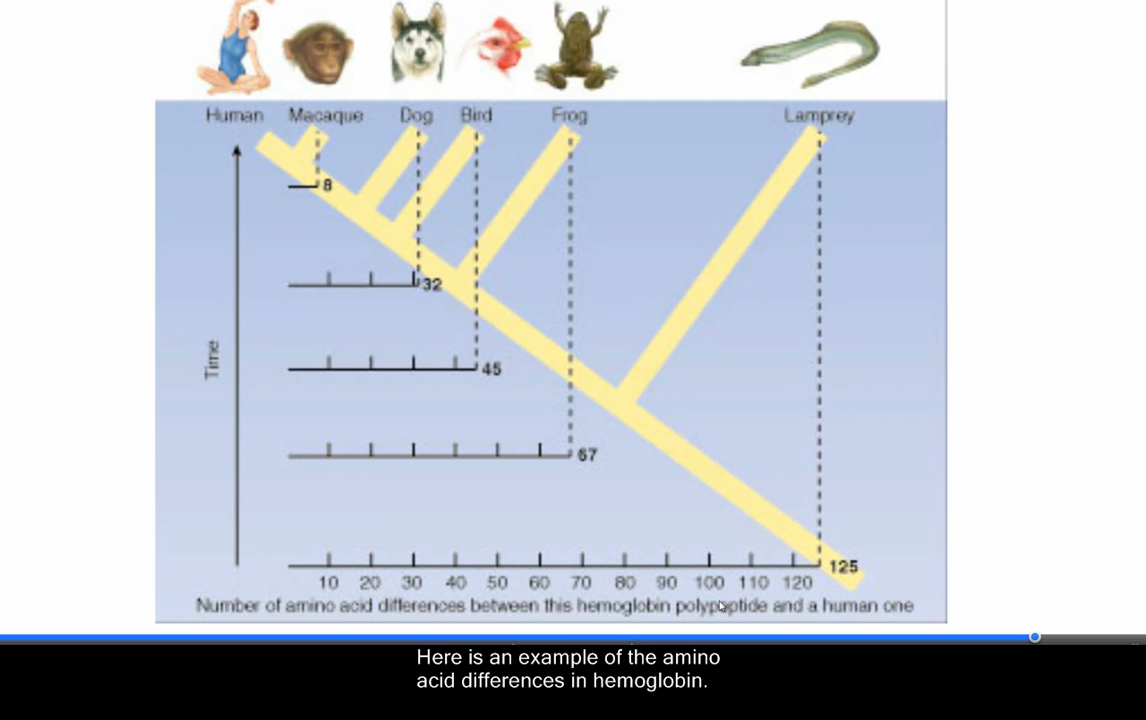 Human Macaque Dog Bird Frog Lamprey
8
32
Time
45
67
125
10 20 30 40 50 60 70 80 90 100 110 120
Number of amino acid differences between this hemoglobin polypeptide and a human one
Here is an example of the amino
acid differences in hemoglobin.